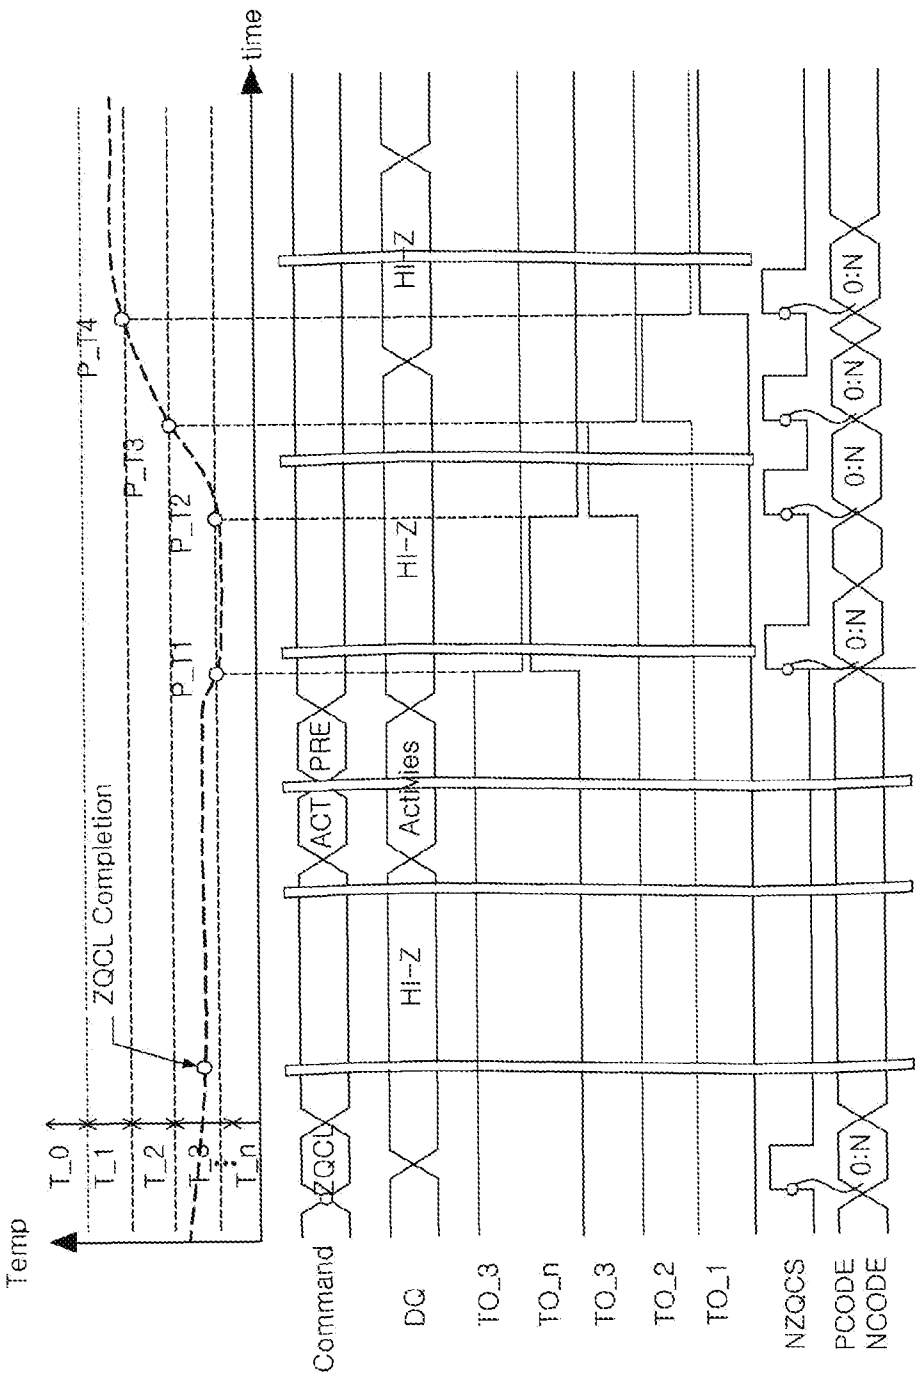 Temp
T_0
T_1
T_2
T_3
T_n
ZQCL Completion
P_T1
P_T2
P_T3
P_T4
time
Command
ZQCL
ACT
PRE
DQ
HI-Z
Activities
HI-Z
HI-Z
TO_3
TO_n
TO_3
TO_2
TO_1
NZQCS
PCODE
NCODE
0:N
0:N
0:N
0:N
0:N